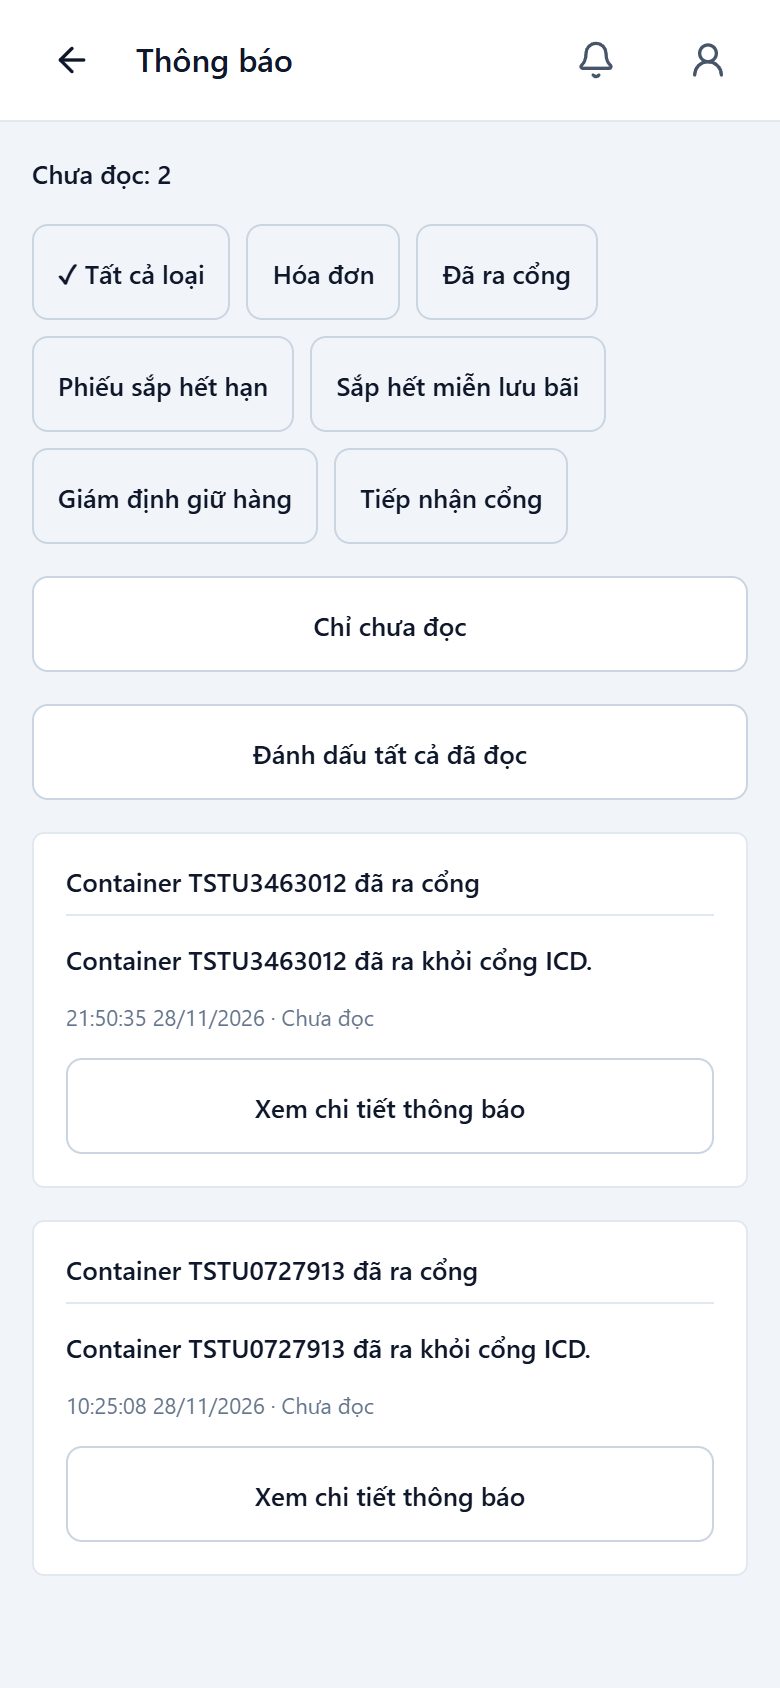 Thông báo
Chưa đọc: 2
✓ Tất cả loại
Hóa đơn
Đã ra cổng
Phiếu sắp hết hạn
Sắp hết miễn lưu bãi
Giám định giữ hàng
Tiếp nhận cổng
Chỉ chưa đọc
Đánh dấu tất cả đã đọc
Container TSTU3463012 đã ra cổng
Container TSTU3463012 đã ra khỏi cổng ICD.
21:50:35 28/11/2026 · Chưa đọc
Xem chi tiết thông báo
Container TSTU0727913 đã ra cổng
Container TSTU0727913 đã ra khỏi cổng ICD.
10:25:08 28/11/2026 · Chưa đọc
Xem chi tiết thông báo